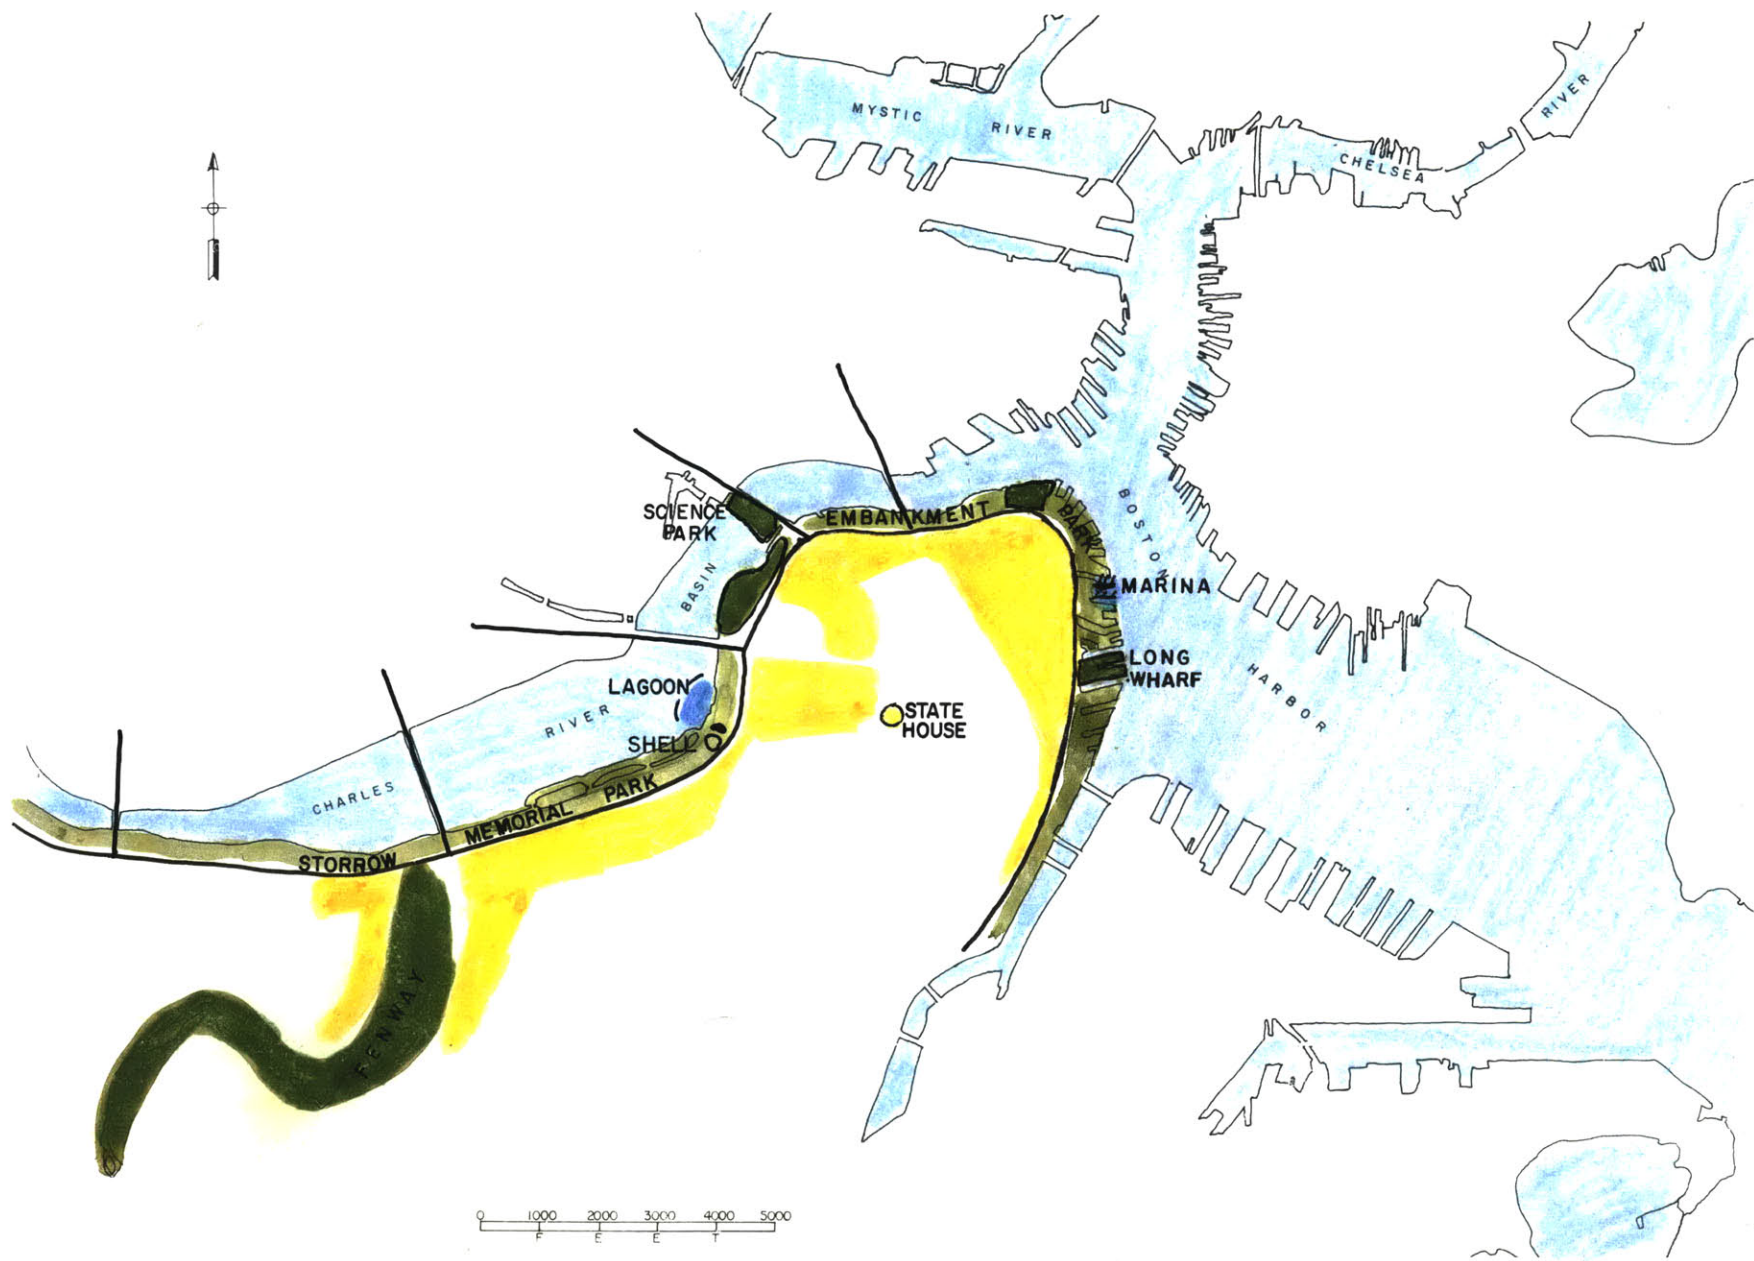 MYSTIC RIVER
RIVER
CHELSEA
SCIENCE
PARK
EMBANKMENT
PARK
BOSTON
BASIN
MARINA
LONG
WHARF
LAGOON
RIVER
STATE
HOUSE
HARBOR
SHELL
CHARLES
MEMORIAL PARK
STORROW
FENWAY
0 1000 2000 3000 4000 5000
FEET